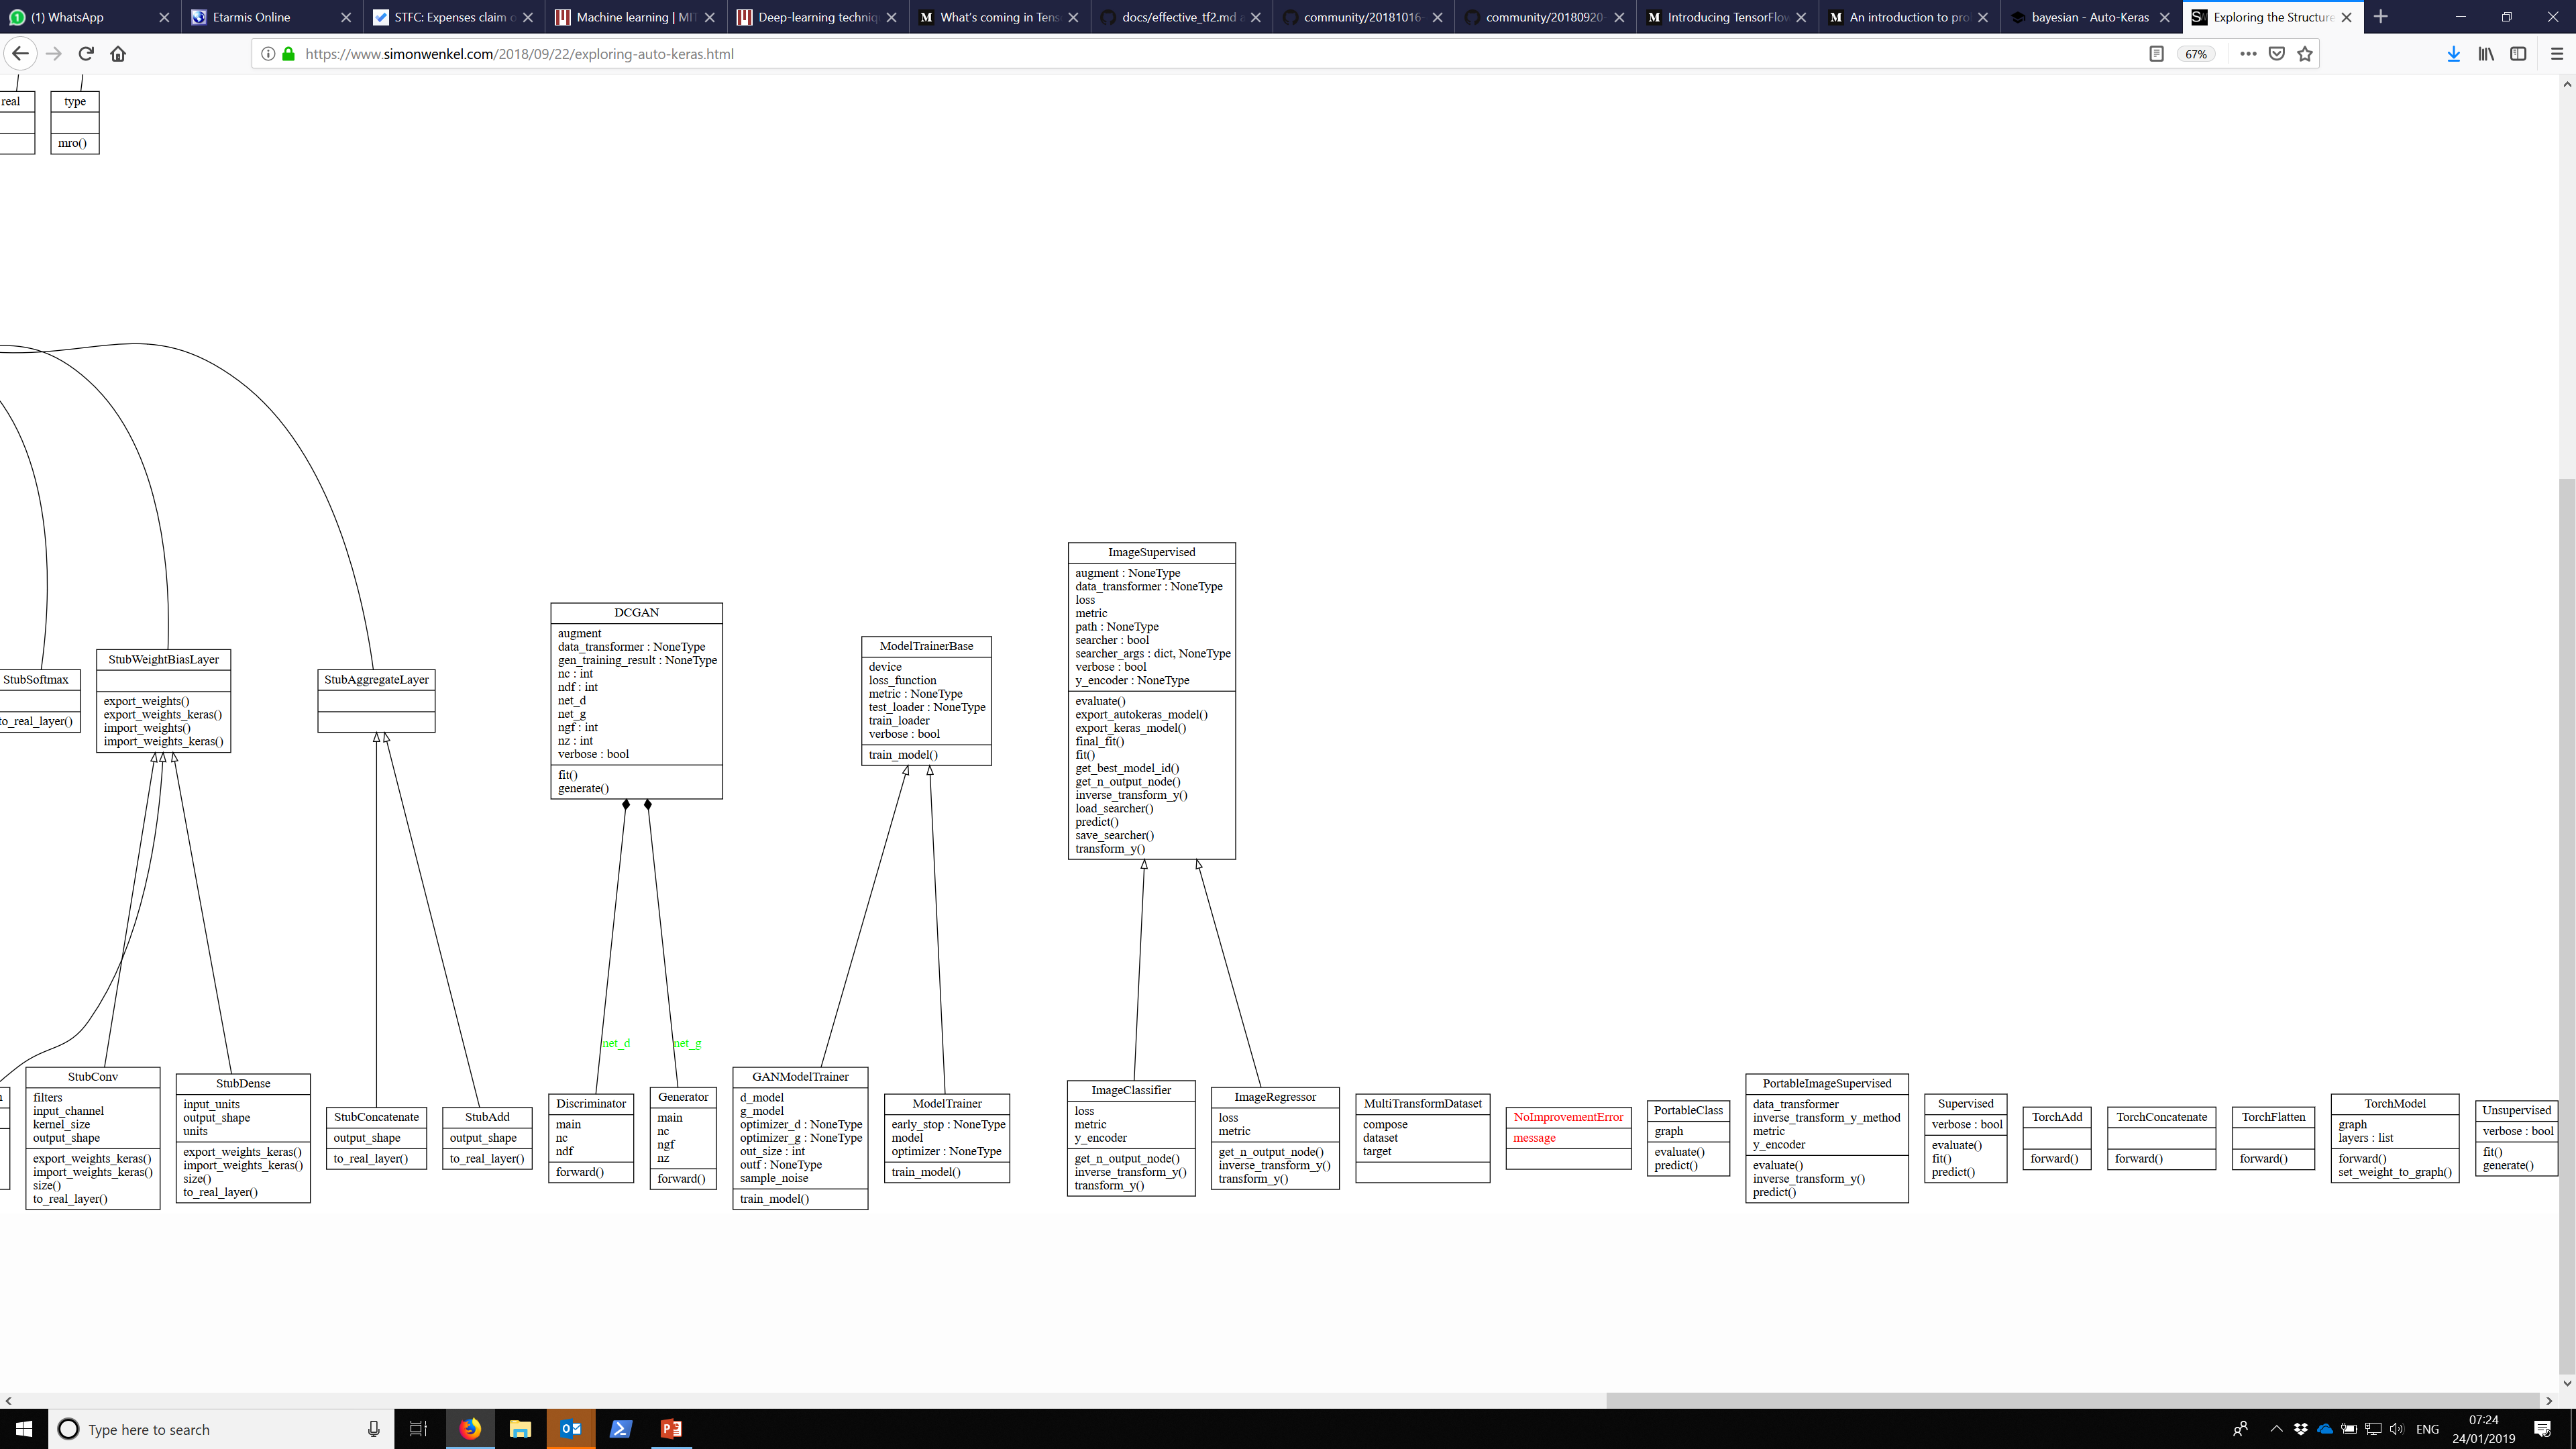 (1) WhatsApp
Etarmis Online
STFC: Expenses claim
Machine learning | MIT
Deep-learning techniqu
What's coming in Tens
docs/effective_tf2.md
community/20181016-
community/20180920-
Introducing TensorFlow
An introduction to pro
bayesian - Auto-Keras
Exploring the Structure
https://www.simonwenkel.com/2018/09/22/exploring-auto-keras.html
67%
real
type
mro()
ImageSupervised
augment : NoneType
data_transformer : NoneType
loss
metric
path : NoneType
searcher : bool
searcher_args : dict, NoneType
verbose : bool
y_encoder : NoneType
evaluate()
export_autokeras_model()
export_keras_model()
final_fit()
fit()
get_best_model_id()
get_n_output_node()
inverse_transform_y()
load_searcher()
predict()
save_searcher()
transform_y()
DCGAN
augment
data_transformer : NoneType
gen_training_result : NoneType
nc : int
ndf : int
net_d
net_g
ngf : int
nz : int
verbose : bool
fit()
generate()
ModelTrainerBase
device
loss_function
metric : NoneType
test_loader : NoneType
train_loader
verbose : bool
train_model()
StubSoftmax
to_real_layer()
StubWeightBiasLayer
export_weights()
export_weights_keras()
import_weights()
import_weights_keras()
StubAggregateLayer
net_d
net_g
StubConv
filters
input_channel
kernel_size
output_shape
export_weights_keras()
import_weights_keras()
size()
to_real_layer()
StubDense
input_units
output_shape
units
export_weights_keras()
import_weights_keras()
size()
to_real_layer()
StubConcatenate
output_shape
to_real_layer()
StubAdd
output_shape
to_real_layer()
Discriminator
main
nc
ndf
forward()
Generator
main
nc
ngf
nz
forward()
GANModelTrainer
d_model
g_model
optimizer_d : NoneType
optimizer_g : NoneType
out_size : int
outf : NoneType
sample_noise
train_model()
ModelTrainer
early_stop : NoneType
model
optimizer : NoneType
train_model()
ImageClassifier
loss
metric
y_encoder
get_n_output_node()
inverse_transform_y()
transform_y()
ImageRegressor
loss
metric
get_n_output_node()
inverse_transform_y()
transform_y()
MultiTransformDataset
compose
dataset
target
NoImprovementError
message
PortableClass
graph
evaluate()
predict()
PortableImageSupervised
data_transformer
inverse_transform_y_method
metric
y_encoder
evaluate()
inverse_transform_y()
predict()
Supervised
verbose : bool
evaluate()
fit()
predict()
TorchAdd
forward()
TorchConcatenate
forward()
TorchFlatten
forward()
TorchModel
graph
layers : list
forward()
set_weight_to_graph()
Unsupervised
verbose : bool
fit()
generate()
Type here to search
ENG
07:24
24/01/2019